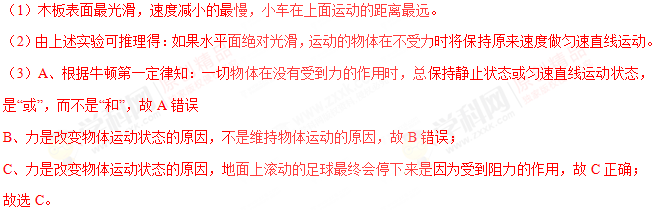 （1）木板表面最光滑，速度减小的最慢，小车在上面运动的距离最远。
（2）由上述实验可推理得：如果水平面绝对光滑，运动的物体在不受力时将保持原来速度做匀速直线运动。
（3）A、根据牛顿第一定律知：一切物体在没有受到力的作用时，总保持静止状态或匀速直线运动状态，
是“或”，而不是“和”，故 A 错误
B、力是改变物体运动状态的原因，不是维持物体运动的原因，故 B 错误；
C、力是改变物体运动状态的原因，地面上滚动的足球最终会停下来是因为受到阻力的作用，故 C 正确；
故选 C。